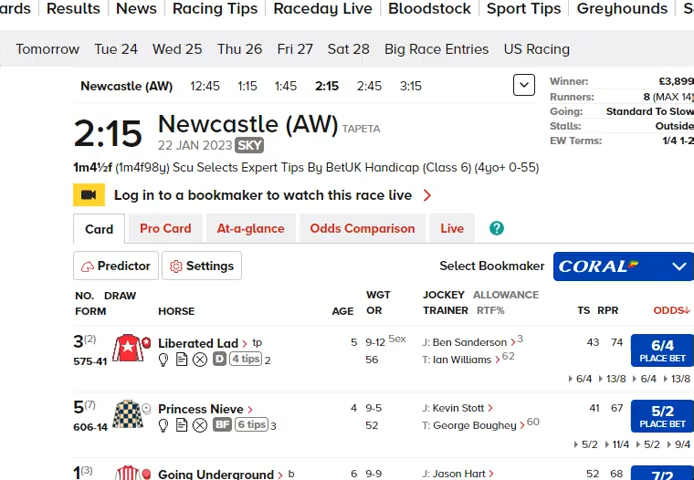 ards Results News Racing Tips Raceday Live Bloodstock Sport Tips Greyhounds S
Tomorrow Tue 24 Wed 25 Thu 26 Fri 27 Sat 28 Big Race Entries US Racing
Newcastle (AW) 12:45 1:15 1:45 2:15 2:45 3:15
Winner: £3,899
Runners: 8 (MAX 14)
Going: Standard To Slow
Stalls: Outside
EW Terms: 1/4 1-2
2:15 Newcastle (AW) TAPETA
22 JAN 2023 SKY
1m4½f (1m4f98y) Scu Selects Expert Tips By BetUK Handicap (Class 6) (4yo+ 0-55)
Log in to a bookmaker to watch this race live
Card Pro Card At-a-glance Odds Comparison Live ?
Predictor Settings Select Bookmaker CORAL
NO. DRAW WGT JOCKEY ALLOWANCE
FORM HORSE AGE OR TRAINER RTF% TS RPR ODDS↓
3(2) Liberated Lad tp 5 9-12 5ex J: Ben Sanderson 3 43 74 6/4
575-41 D 4 tips 2 56 T: Ian Williams 62 PLACE BET
6/4 13/8 6/4 13/8
5(7) Princess Nieve 4 9-5 J: Kevin Stott 41 67 5/2
606-14 BF 6 tips 3 52 T: George Boughey 60 PLACE BET
5/2 11/4 5/2 9/4
1(3) Going Underground b 6 9-9 J: Jason Hart 52 68 7/2